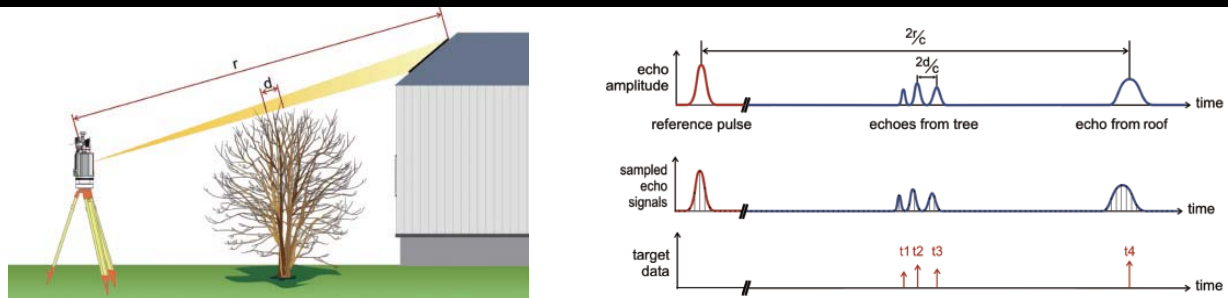 r
d
2r/c
echo
amplitude
2d/c
time
reference pulse
echoes from tree
echo from roof
sampled
echo
signals
time
target
data
t1 t2 t3
t4
time